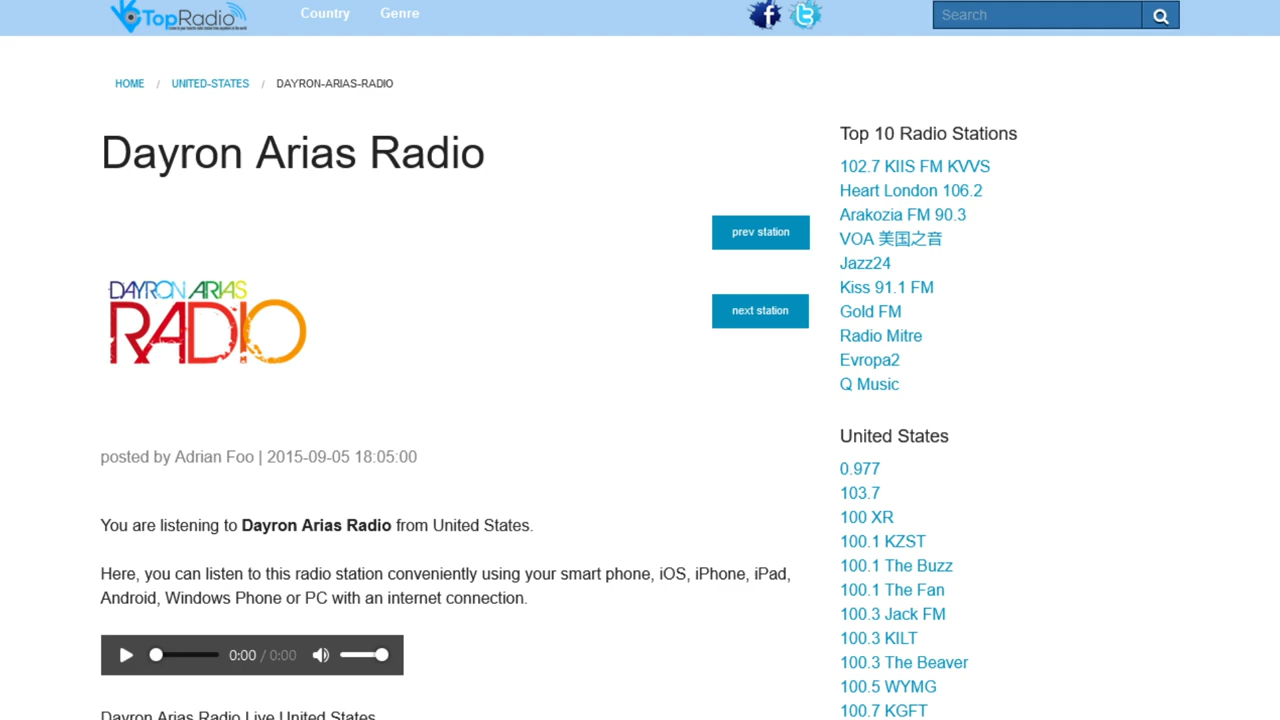 TopRadio
Country
Genre
Search
HOME / UNITED-STATES / DAYRON-ARIAS-RADIO
Dayron Arias Radio
prev station
DAYRON ARIAS
RADIO
next station
posted by Adrian Foo | 2015-09-05 18:05:00
You are listening to Dayron Arias Radio from United States.
Here, you can listen to this radio station conveniently using your smart phone, iOS, iPhone, iPad,
Android, Windows Phone or PC with an internet connection.
0:00 / 0:00
Dayron Arias Radio Live United States
Top 10 Radio Stations
102.7 KIIS FM KVVS
Heart London 106.2
Arakozia FM 90.3
VOA 美国之音
Jazz24
Kiss 91.1 FM
Gold FM
Radio Mitre
Evropa2
Q Music
United States
0.977
103.7
100 XR
100.1 KZST
100.1 The Buzz
100.1 The Fan
100.3 Jack FM
100.3 KILT
100.3 The Beaver
100.5 WYMG
100.7 KGFT